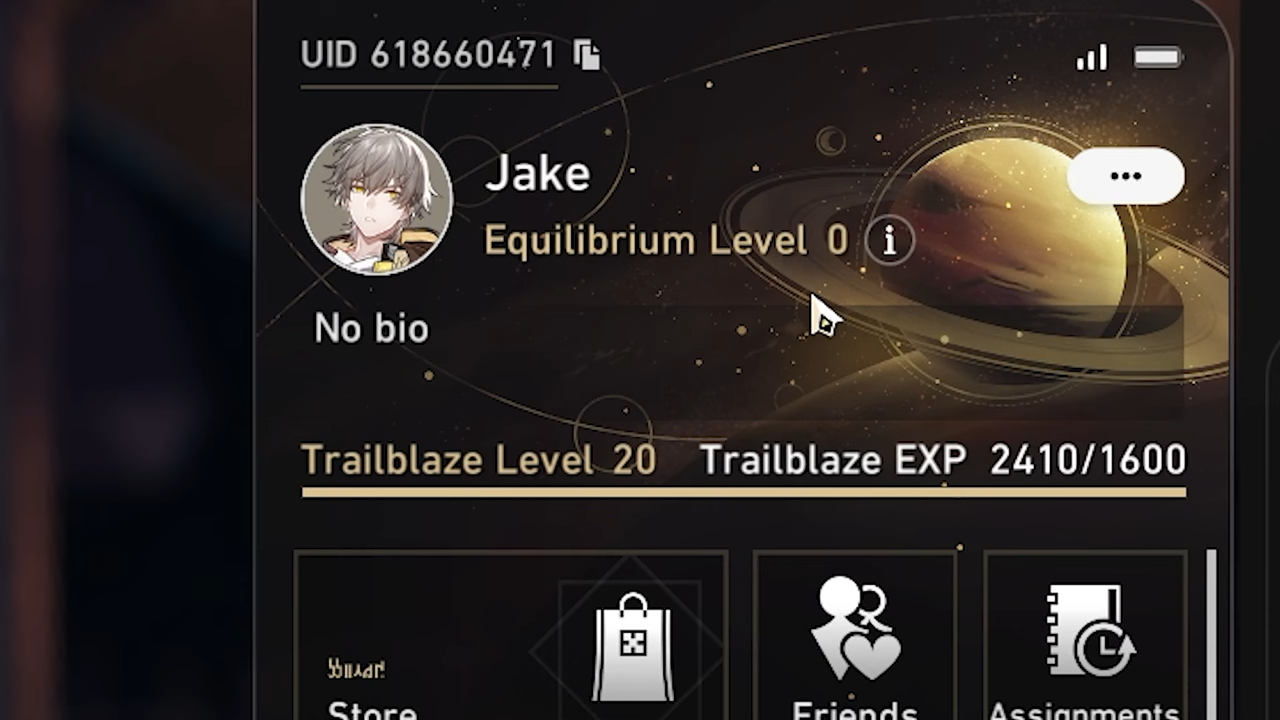 UID 618660471
Jake
Equilibrium Level 0
No bio
Trailblaze Level 20 Trailblaze EXP 2410/1600
Store
Friends
Assignments